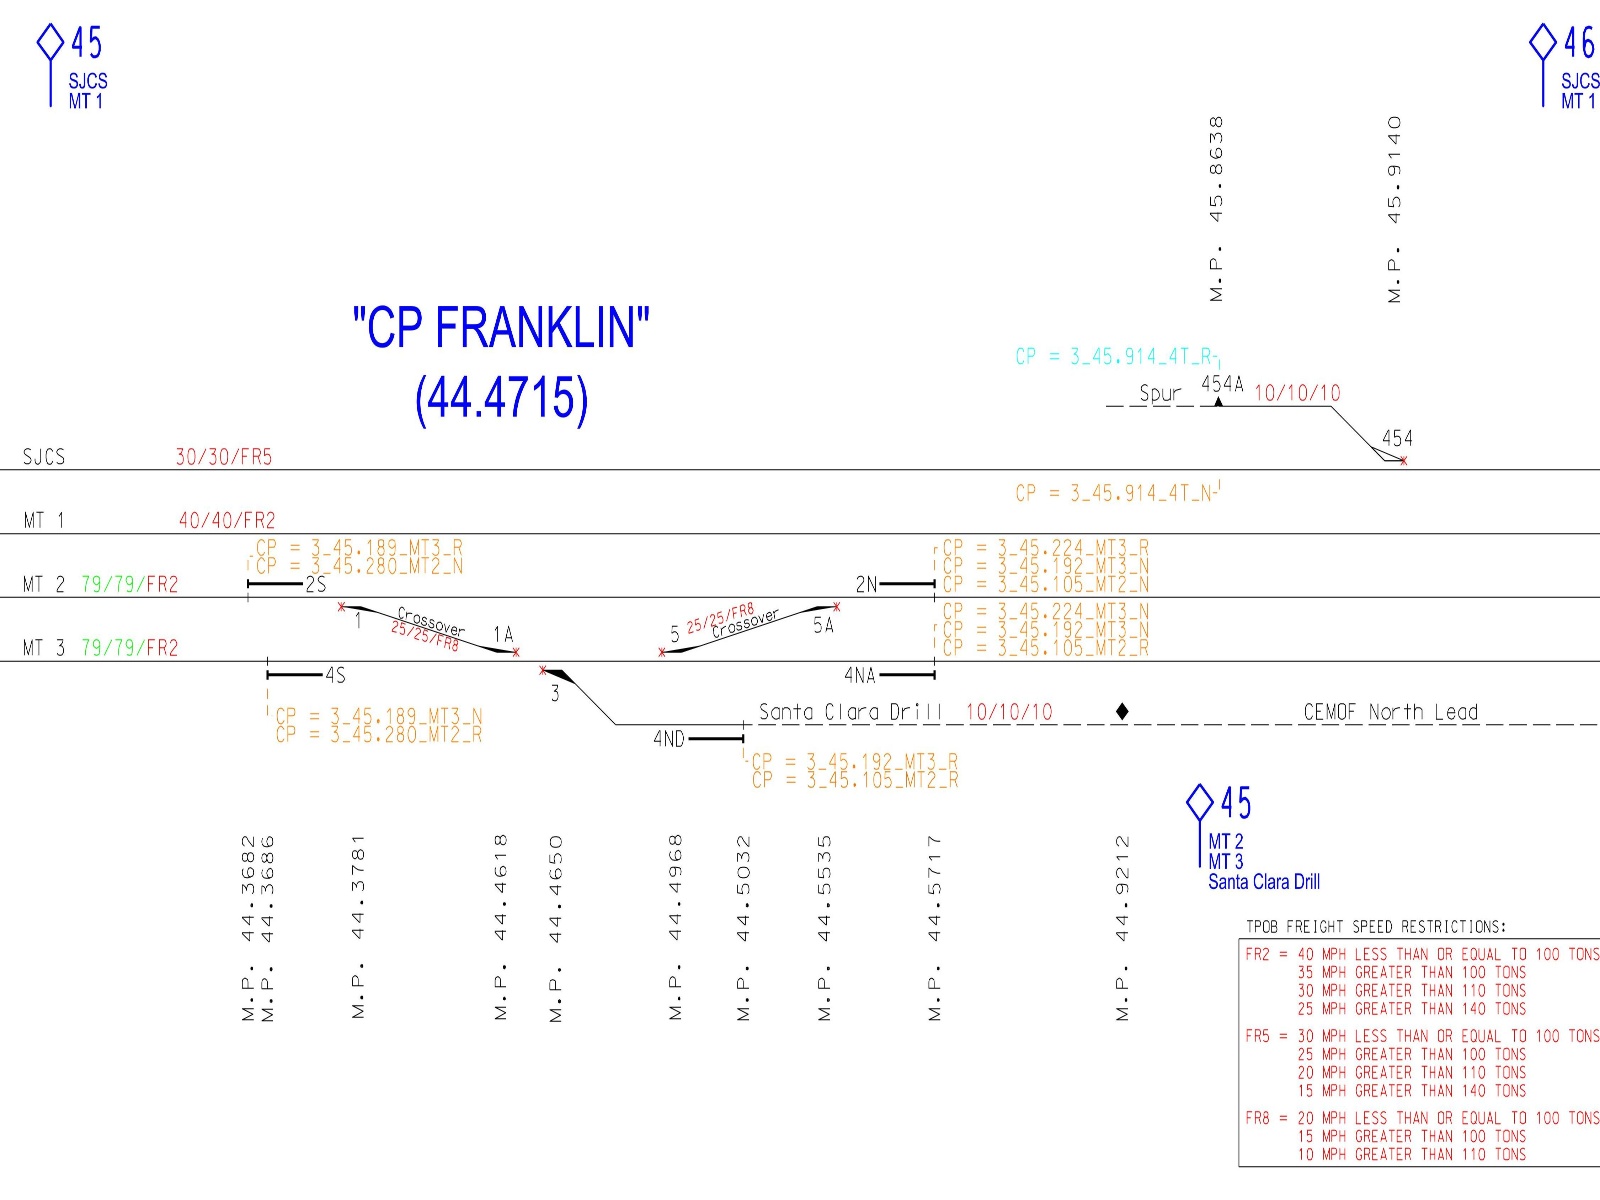 45
SJCS
MT 1
46
SJCS
MT 1
M.P. 45.8638
M.P. 45.9140
"CP FRANKLIN"
(44.4715)
CP = 3_45.914_4T_R
Spur
454A
10/10/10
454
SJCS 30/30/FR5
CP = 3_45.914_4T_N
MT 1 40/40/FR2
CP = 3_45.189_MT3_R
CP = 3_45.280_MT2_N
CP = 3_45.224_MT3_R
CP = 3_45.192_MT3_N
CP = 3_45.105_MT2_N
MT 2 79/79/FR2
2S
2N
1
Crossover
25/25/FR8
1A
5
25/25/FR8
Crossover
5A
CP = 3_45.224_MT3_N
CP = 3_45.192_MT3_N
CP = 3_45.105_MT2_R
MT 3 79/79/FR2
4S
3
4NA
CP = 3_45.189_MT3_N
CP = 3_45.280_MT2_R
Santa Clara Drill 10/10/10
CEMOF North Lead
4ND
CP = 3_45.192_MT3_R
CP = 3_45.105_MT2_R
45
MT 2
MT 3
Santa Clara Drill
M.P. 44.3682
M.P. 44.3686
M.P. 44.3781
M.P. 44.4618
M.P. 44.4650
M.P. 44.4968
M.P. 44.5032
M.P. 44.5535
M.P. 44.5717
M.P. 44.9212
TPOB FREIGHT SPEED RESTRICTIONS:
FR2 = 40 MPH LESS THAN OR EQUAL TO 100 TONS
35 MPH GREATER THAN 100 TONS
30 MPH GREATER THAN 110 TONS
25 MPH GREATER THAN 140 TONS
FR5 = 30 MPH LESS THAN OR EQUAL TO 100 TONS
25 MPH GREATER THAN 100 TONS
20 MPH GREATER THAN 110 TONS
15 MPH GREATER THAN 140 TONS
FR8 = 20 MPH LESS THAN OR EQUAL TO 100 TONS
15 MPH GREATER THAN 100 TONS
10 MPH GREATER THAN 110 TONS